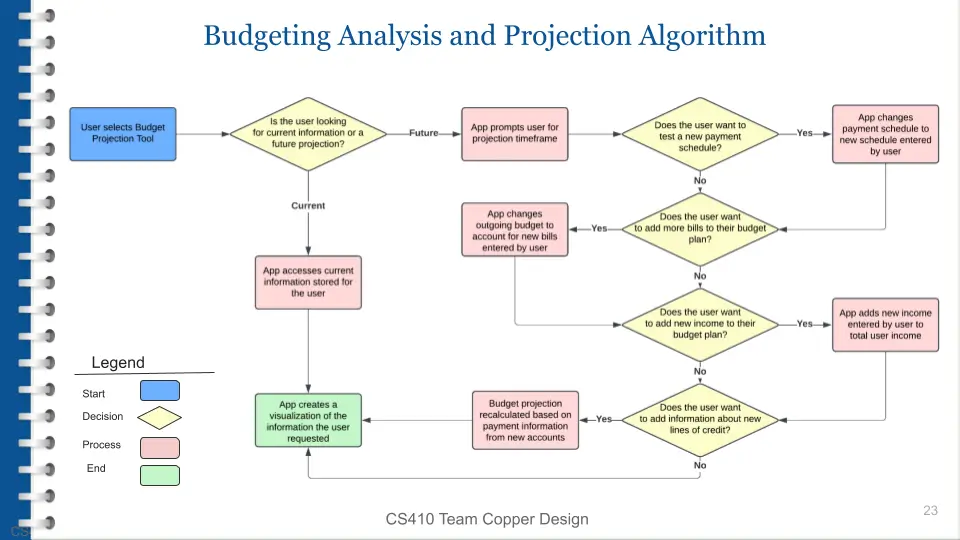 Budgeting Analysis and Projection Algorithm
User selects Budget
Projection Tool
Is the user looking
for current information or a
future projection?
Future
App prompts user for
projection timeframe
Does the user want to
test a new payment
schedule?
Yes
App changes
payment schedule to
new schedule entered
by user
No
Current
App changes
outgoing budget to
account for new bills
entered by user
Yes
Does the user want
to add more bills to their budget
plan?
No
App accesses current
information stored for
the user
Does the user want
to add new income to their
budget plan?
Yes
App adds new income
entered by user to
total user income
No
Legend
Start
Decision
Process
End
App creates a
visualization of the
information the user
requested
Budget projection
recalculated based on
payment information
from new accounts
Yes
Does the user want
to add information about new
lines of credit?
No
CS410 Team Copper Design
23
CS